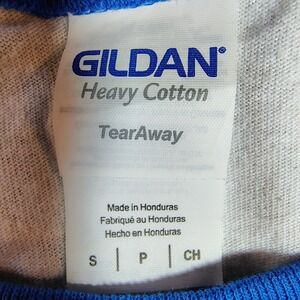 GILDAN®
Heavy Cotton
TearAway
Made in Honduras
Fabriqué au Honduras
Hecho en Honduras
S | P | CH